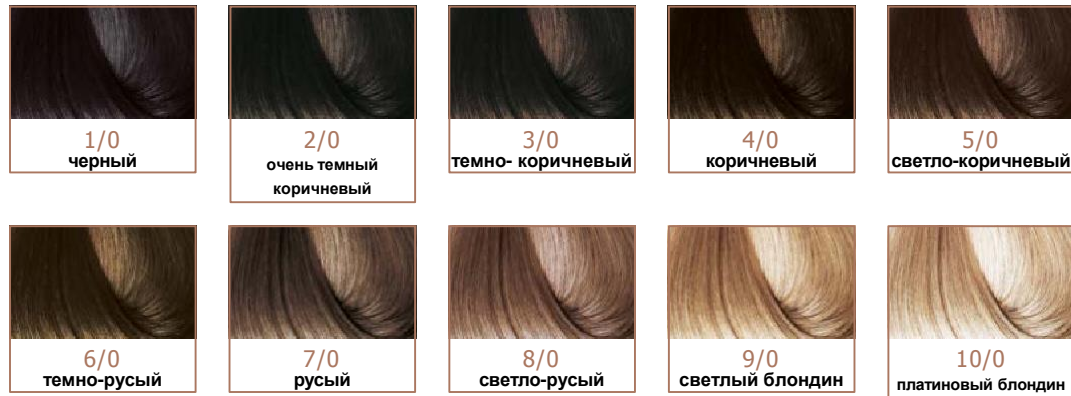 1/0
черный
2/0
очень темный
коричневый
3/0
темно- коричневый
4/0
коричневый
5/0
светло-коричневый
6/0
темно-русый
7/0
русый
8/0
светло-русый
9/0
светлый блондин
10/0
платиновый блондин